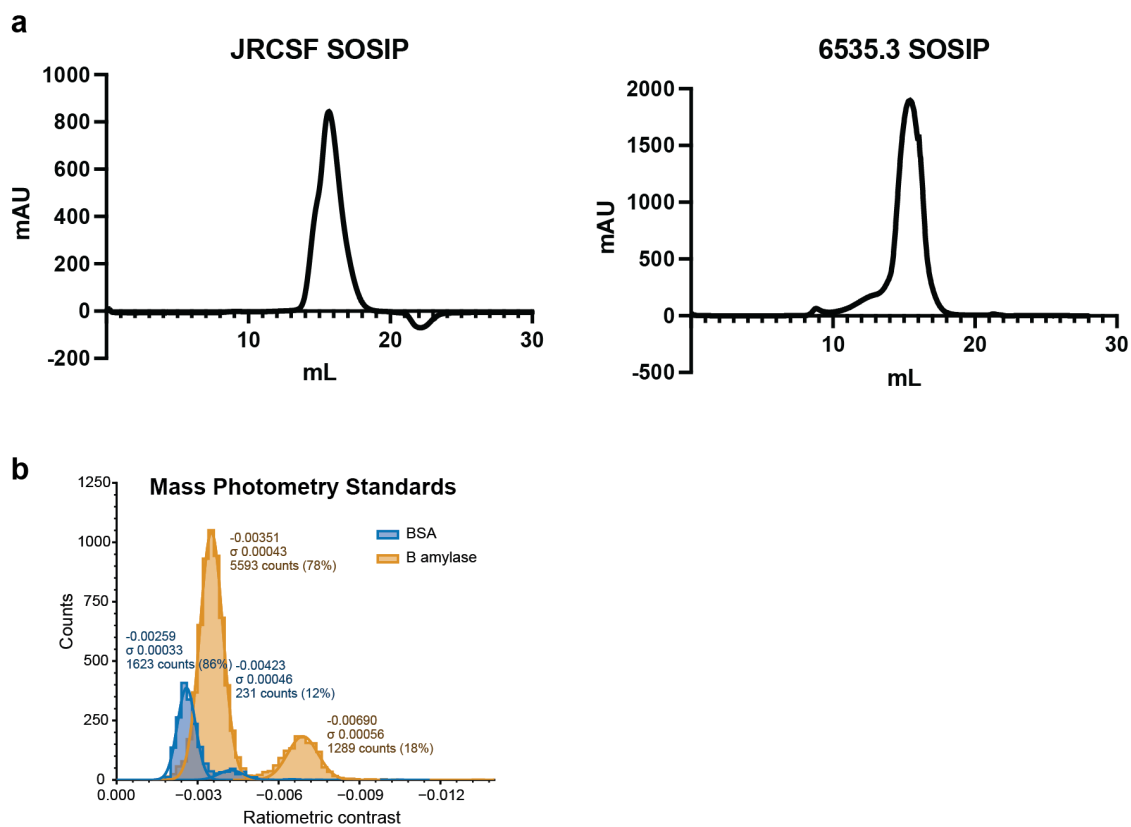 a
JRCSF SOSIP
1000
800
600
400
200
0
-200
mAU
10
20
30
mL
6535.3 SOSIP
2000
1500
1000
500
0
-500
mAU
10
20
30
mL
b
Mass Photometry Standards
1250
1000
750
500
250
0
Counts
-0.00351
σ 0.00043
5593 counts (78%)
BSA
B amylase
-0.00259
σ 0.00033
1623 counts (86%)
-0.00423
σ 0.00046
231 counts (12%)
-0.00690
σ 0.00056
1289 counts (18%)
0.000
−0.003
−0.006
−0.009
−0.012
Ratiometric contrast